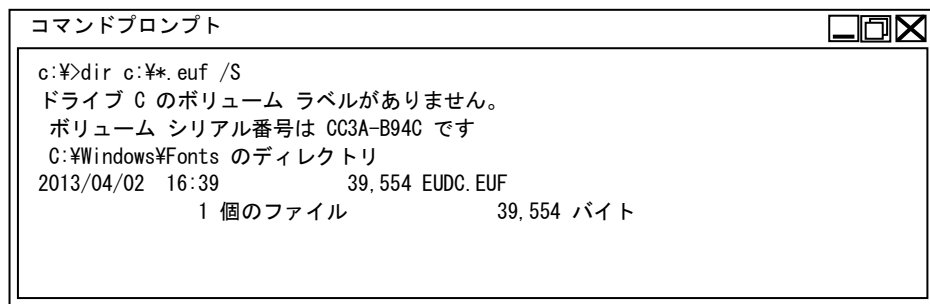 コマンドプロンプト
c:¥>dir c:¥*.euf /S
ドライブ C のボリューム ラベルがありません。
ボリューム シリアル番号は CC3A-B94C です
C:¥Windows¥Fonts のディレクトリ
2013/04/02 16:39 39,554 EUDC.EUF
1 個のファイル 39,554 バイト